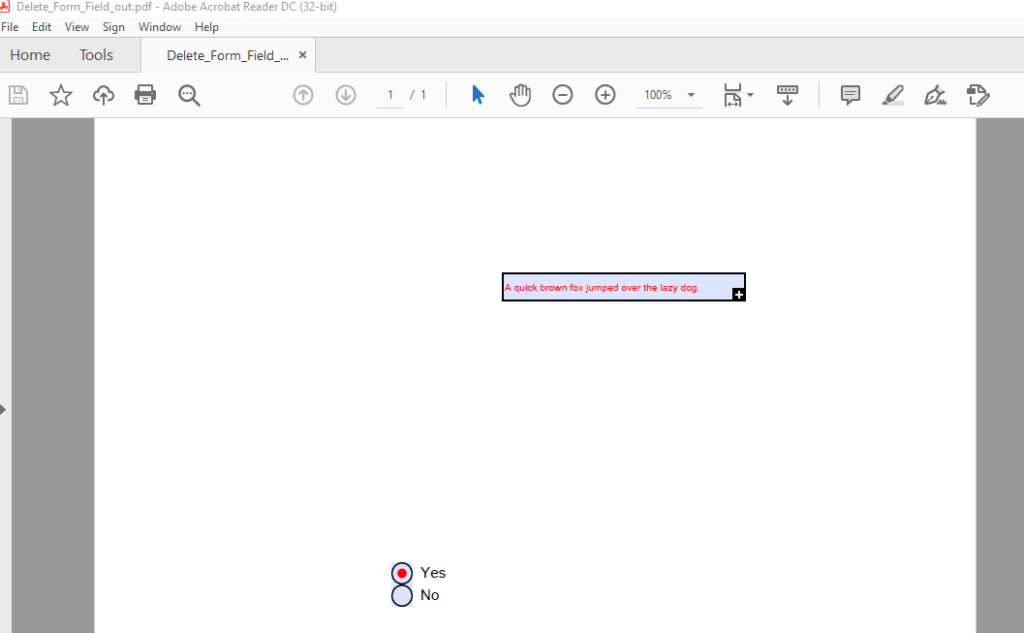 Delete_Form_Field_out.pdf - Adobe Acrobat Reader DC (32-bit)
File Edit View Sign Window Help
Home Tools Delete_Form_Field_... ×
1 / 1 100%
A quick brown fox jumped over the lazy dog.
Yes
No